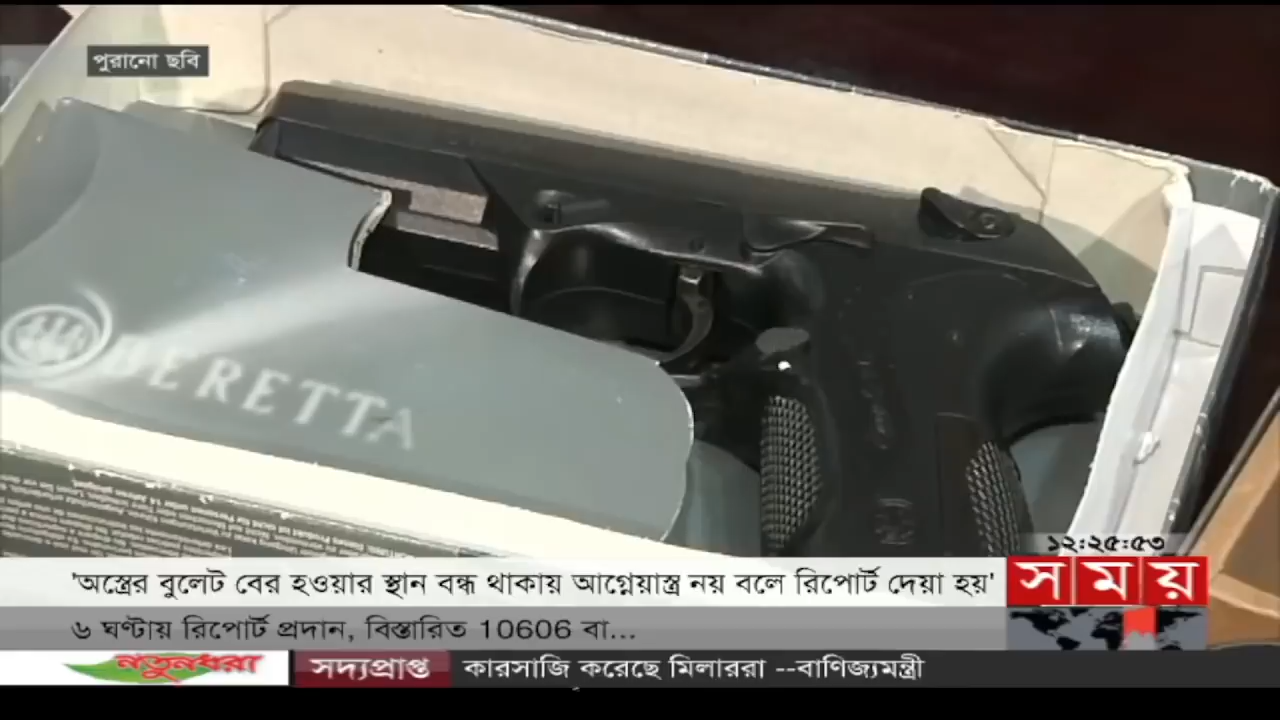 পুরানো ছবি
BERETTA
১২:২৫:৫৩
'অস্ত্রের বুলেট বের হওয়ার স্থান বন্ধ থাকায় আগ্নেয়াস্ত্র নয় বলে রিপোর্ট দেয়া হয়'
সময়
৬ ঘণ্টায় রিপোর্ট প্রদান, বিস্তারিত 10606 বা...
নতুনধরা
সদ্যপ্রাপ্ত
কারসাজি করেছে মিলাররা --বাণিজ্যমন্ত্রী